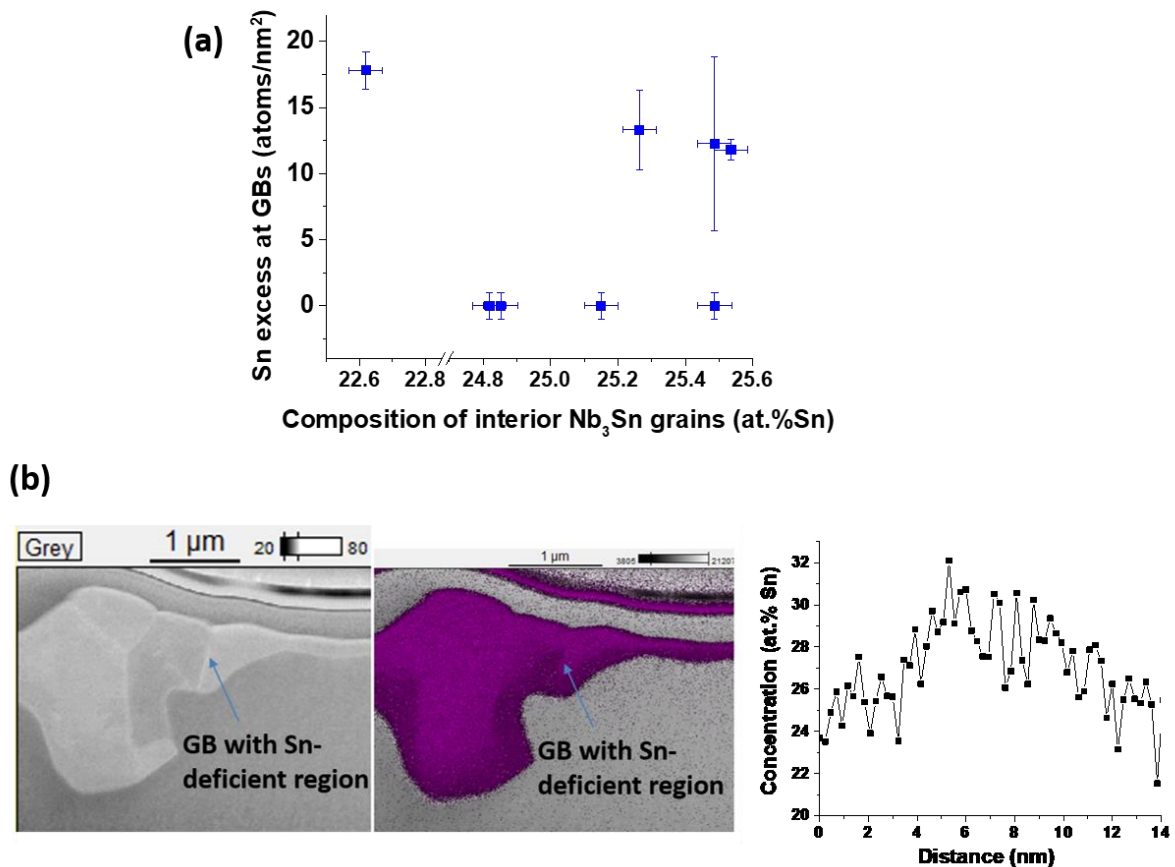 (a)
Sn excess at GBs (atoms/nm²)
20
15
10
5
0
22.6 22.8 24.8 25.0 25.2 25.4 25.6
Composition of interior Nb₃Sn grains (at.%Sn)
(b)
Grey
1 µm
20 80
GB with Sn-
deficient region
1 µm
3805 21207
GB with Sn-
deficient region
Concentration (at.% Sn)
32
30
28
26
24
22
20
0 2 4 6 8 10 12 14
Distance (nm)